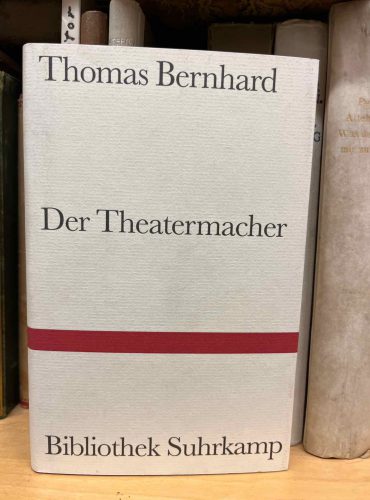 Thomas Bernhard
Der Theatermacher
Bibliothek Suhrkamp